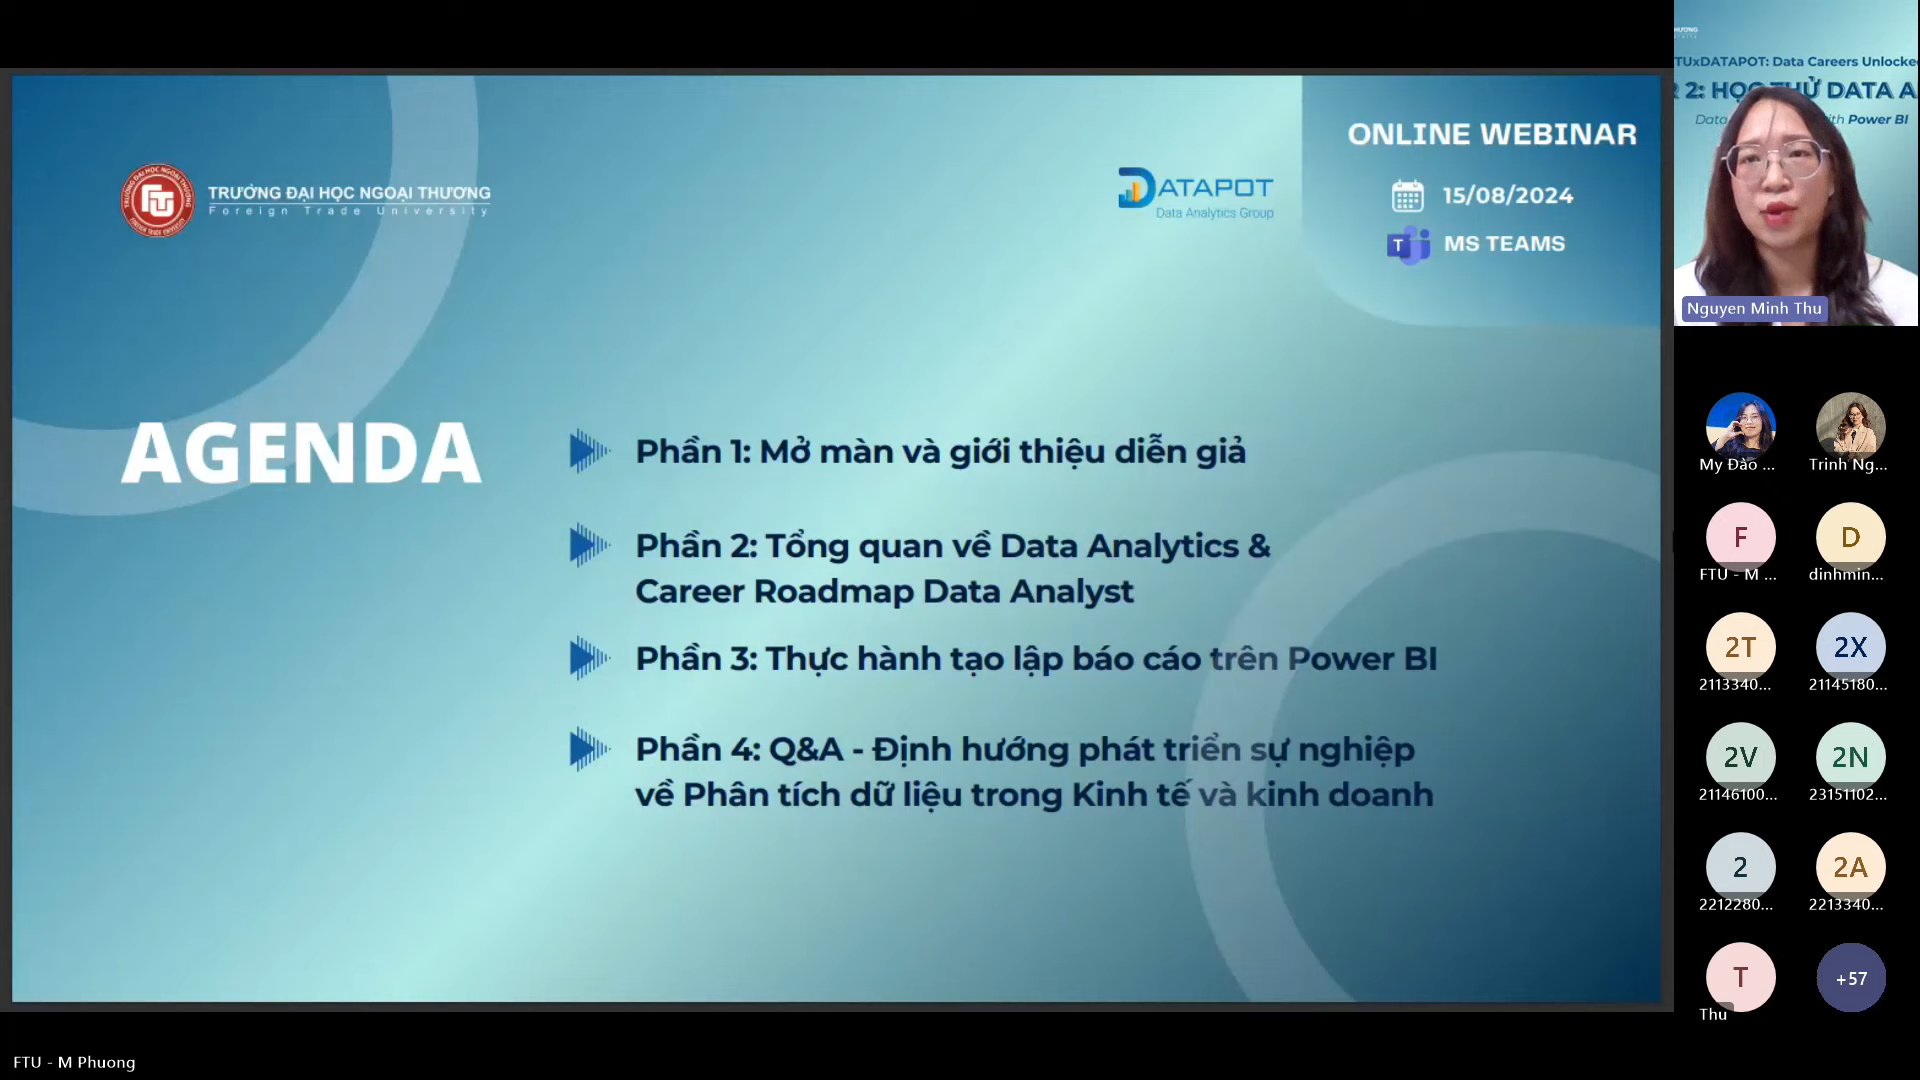 TRƯỜNG ĐẠI HỌC NGOẠI THƯƠNG
Foreign Trade University
DATAPOT
Data Analytics Group
ONLINE WEBINAR
15/08/2024
T
MS TEAMS
AGENDA
Phần 1: Mở màn và giới thiệu diễn giả
Phần 2: Tổng quan về Data Analytics &
Career Roadmap Data Analyst
Phần 3: Thực hành tạo lập báo cáo trên Power BI
Phần 4: Q&A - Định hướng phát triển sự nghiệp
về Phân tích dữ liệu trong Kinh tế và kinh doanh
TUxDATAPOT: Data Careers Unlocke
2: HỌC THỬ DATA A
Data
with Power BI
Nguyen Minh Thu
My Đào ...
Trinh Ng...
F
FTU - M ...
D
dinhmin...
2T
2113340...
2X
21145180...
2V
21146100...
2N
23151102...
2
2212280...
2A
2213340...
T
Thu
+57
FTU - M Phuong